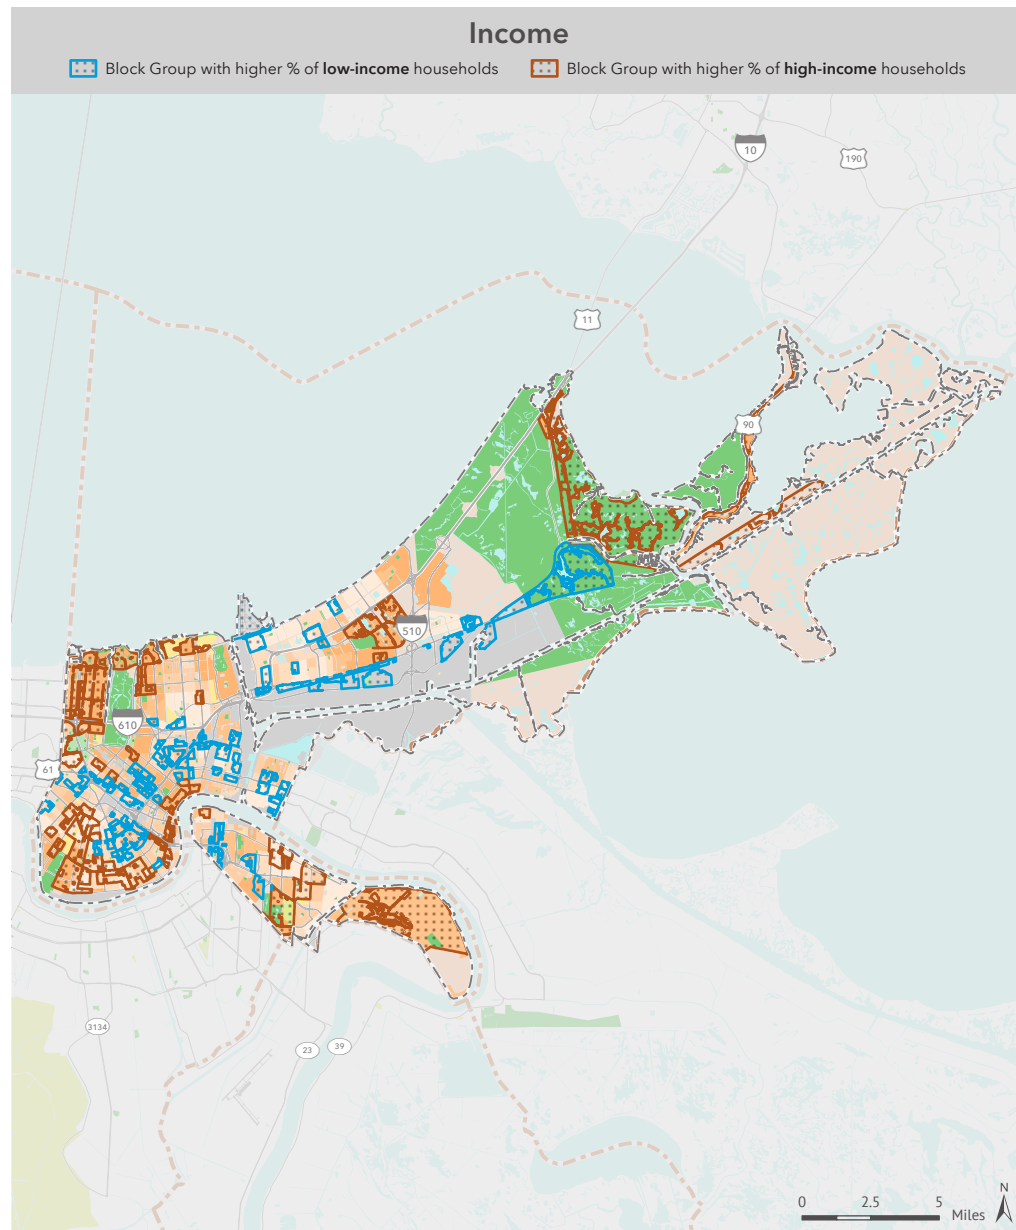 Income
Block Group with higher % of low-income households
Block Group with higher % of high-income households
10
190
11
90
510
610
61
3134
23
39
0 2.5 5
Miles
N